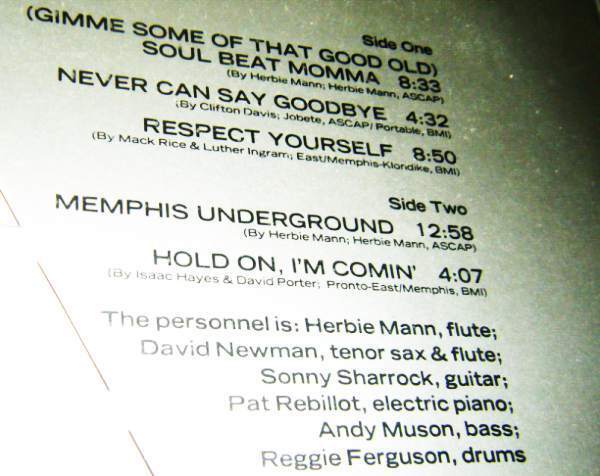 Side One
(GIMME SOME OF THAT GOOD OLD)
SOUL BEAT MOMMA 8:33
(By Herbie Mann; Herbie Mann, ASCAP)
NEVER CAN SAY GOODBYE 4:32
(By Clifton Davis; Jobete, ASCAP/Portable, BMI)
RESPECT YOURSELF 8:50
(By Mack Rice & Luther Ingram; East/Memphis-Klondike, BMI)
Side Two
MEMPHIS UNDERGROUND 12:58
(By Herbie Mann; Herbie Mann, ASCAP)
HOLD ON, I'M COMIN' 4:07
(By Isaac Hayes & David Porter; Pronto-East/Memphis, BMI)
The personnel is: Herbie Mann, flute;
David Newman, tenor sax & flute;
Sonny Sharrock, guitar;
Pat Rebillot, electric piano;
Andy Muson, bass;
Reggie Ferguson, drums